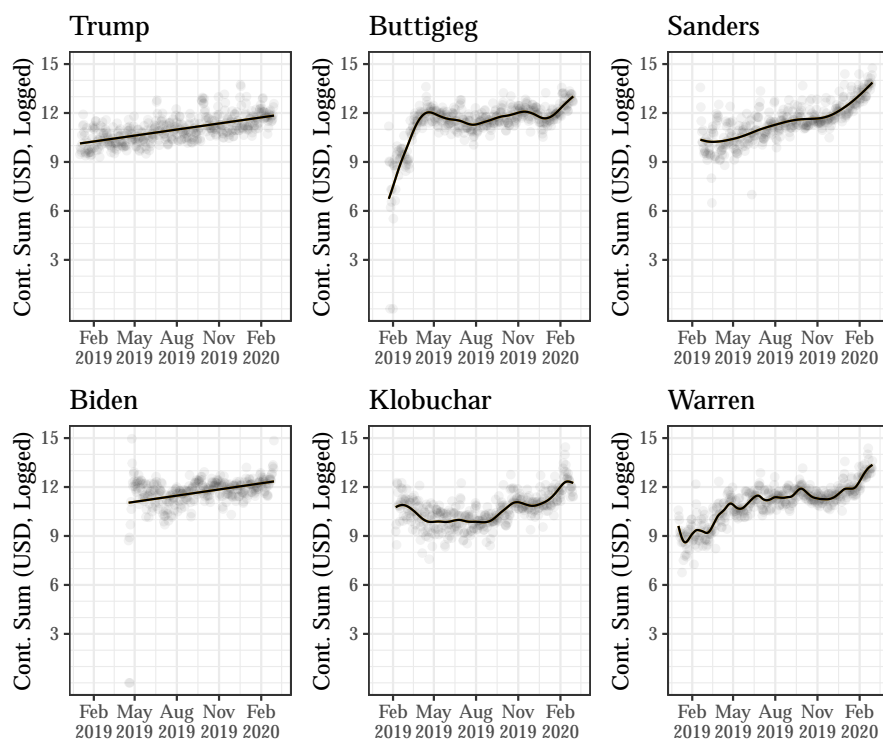 Trump
Buttigieg
Sanders
Cont. Sum (USD, Logged)
15
12
9
6
3
Feb 2019
May 2019
Aug 2019
Nov 2019
Feb 2020
Cont. Sum (USD, Logged)
15
12
9
6
3
Feb 2019
May 2019
Aug 2019
Nov 2019
Feb 2020
Cont. Sum (USD, Logged)
15
12
9
6
3
Feb 2019
May 2019
Aug 2019
Nov 2019
Feb 2020
Biden
Klobuchar
Warren
Cont. Sum (USD, Logged)
15
12
9
6
3
Feb 2019
May 2019
Aug 2019
Nov 2019
Feb 2020
Cont. Sum (USD, Logged)
15
12
9
6
3
Feb 2019
May 2019
Aug 2019
Nov 2019
Feb 2020
Cont. Sum (USD, Logged)
15
12
9
6
3
Feb 2019
May 2019
Aug 2019
Nov 2019
Feb 2020